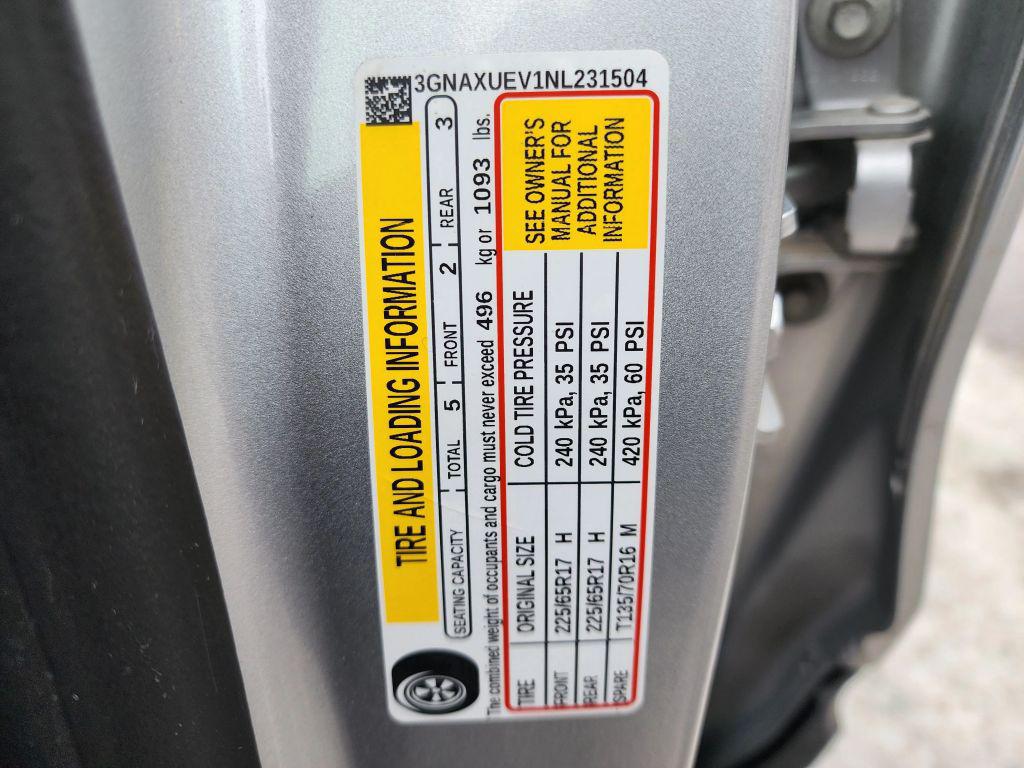 3GNAXUEV1NL231504
TIRE AND LOADING INFORMATION
SEATING CAPACITY TOTAL 5 FRONT 2 REAR 3
The combined weight of occupants and cargo must never exceed 496 kg or 1093 lbs.
TIRE ORIGINAL SIZE COLD TIRE PRESSURE
FRONT 225/65R17 H 240 kPa, 35 PSI
REAR 225/65R17 H 240 kPa, 35 PSI
SPARE T135/70R16 M 420 kPa, 60 PSI
SEE OWNER'S
MANUAL FOR
ADDITIONAL
INFORMATION